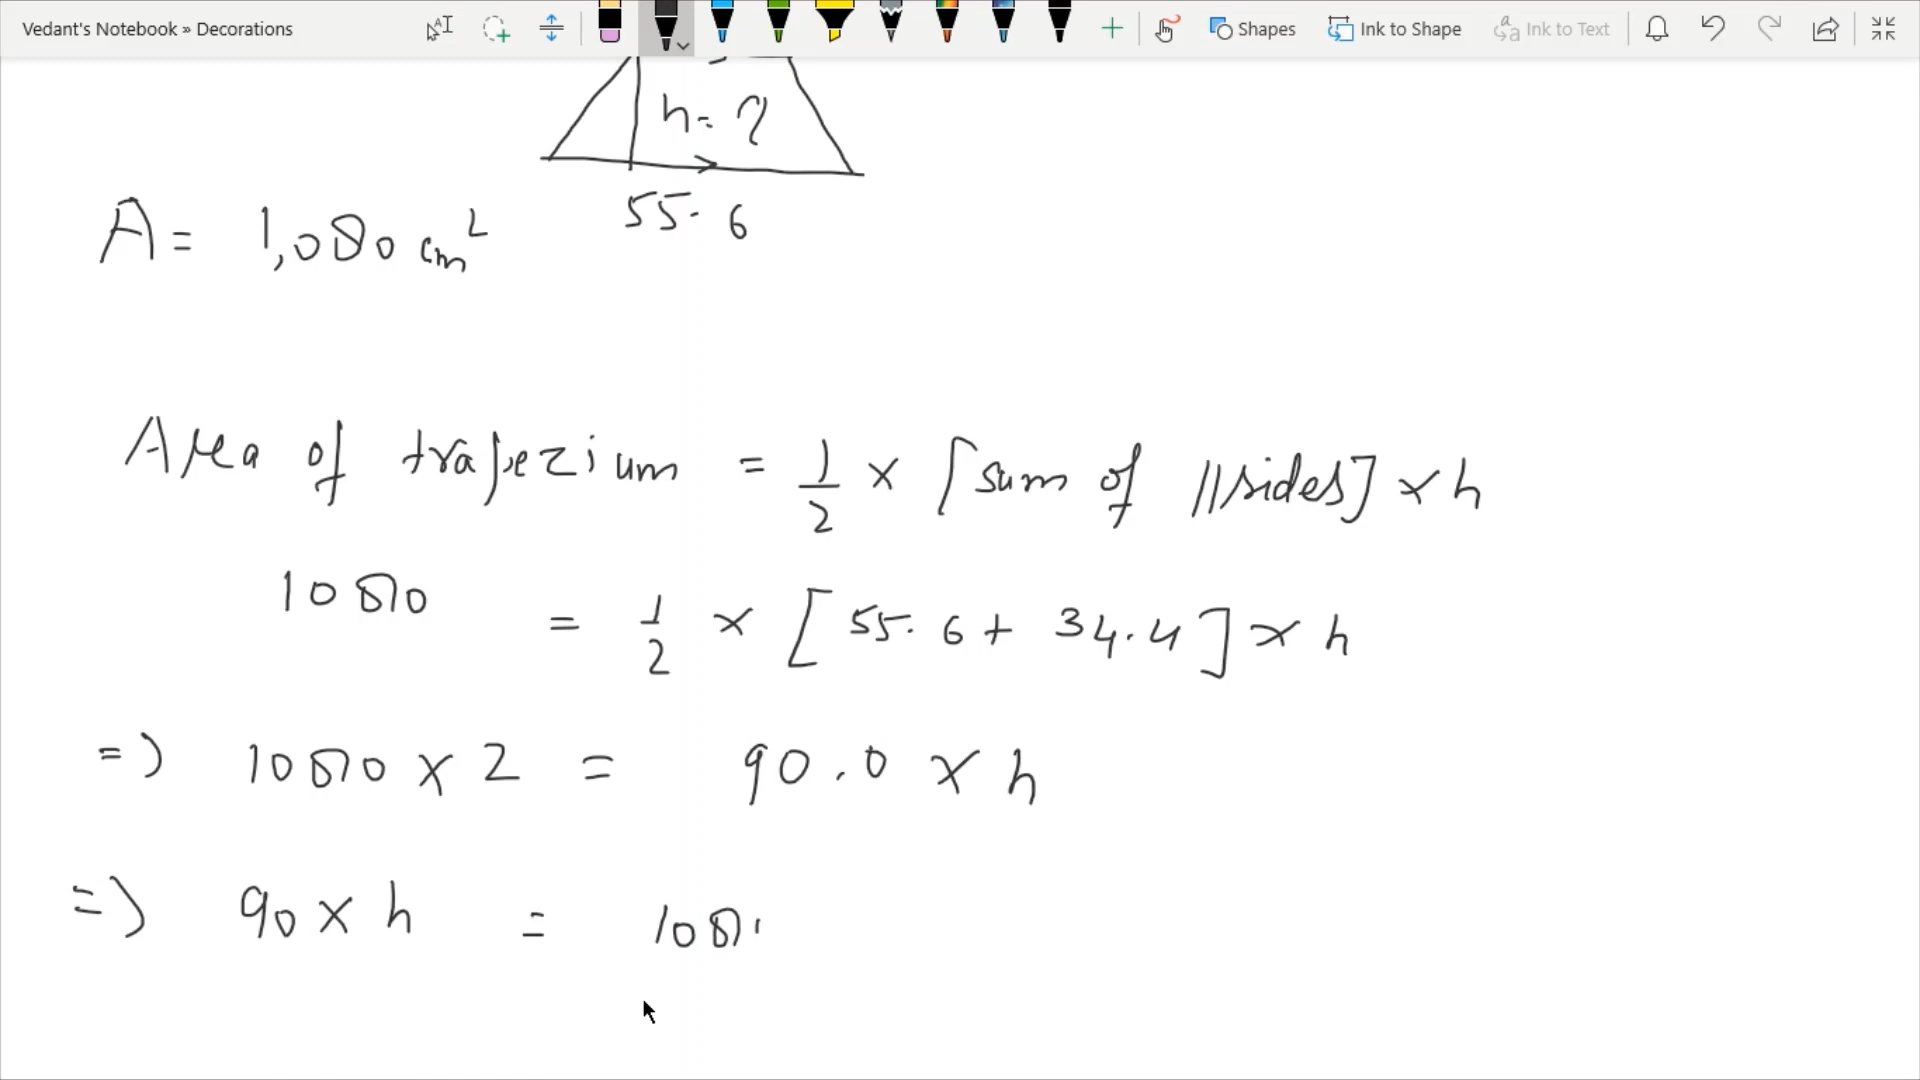 Vedant's Notebook » Decorations
Shapes
Ink to Shape
Ink to Text
h = ?
55.6
A = 1,080 cm²
Area of trapezium = 1/2 × [sum of || sides] × h
1080 = 1/2 × [55.6 + 34.4] × h
=> 1080 × 2 = 90.0 × h
=> 90 × h = 108